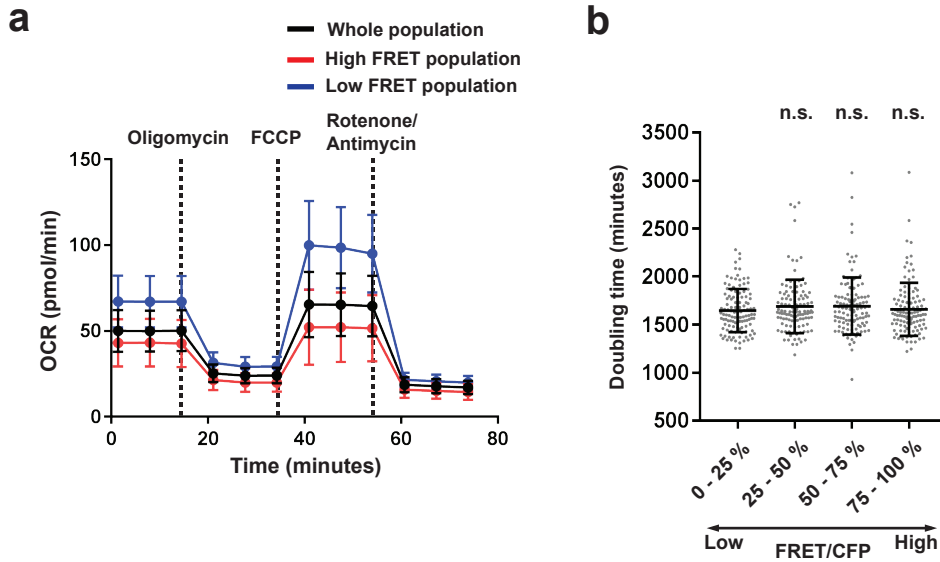 a
Whole population
High FRET population
Low FRET population
Oligomycin
FCCP
Rotenone/
Antimycin
150
100
50
0
OCR (pmol/min)
0 20 40 60 80
Time (minutes)
b
n.s. n.s. n.s.
3500
3000
2500
2000
1500
1000
500
Doubling time (minutes)
0 - 25 %
25 - 50 %
50 - 75 %
75 - 100 %
Low FRET/CFP High